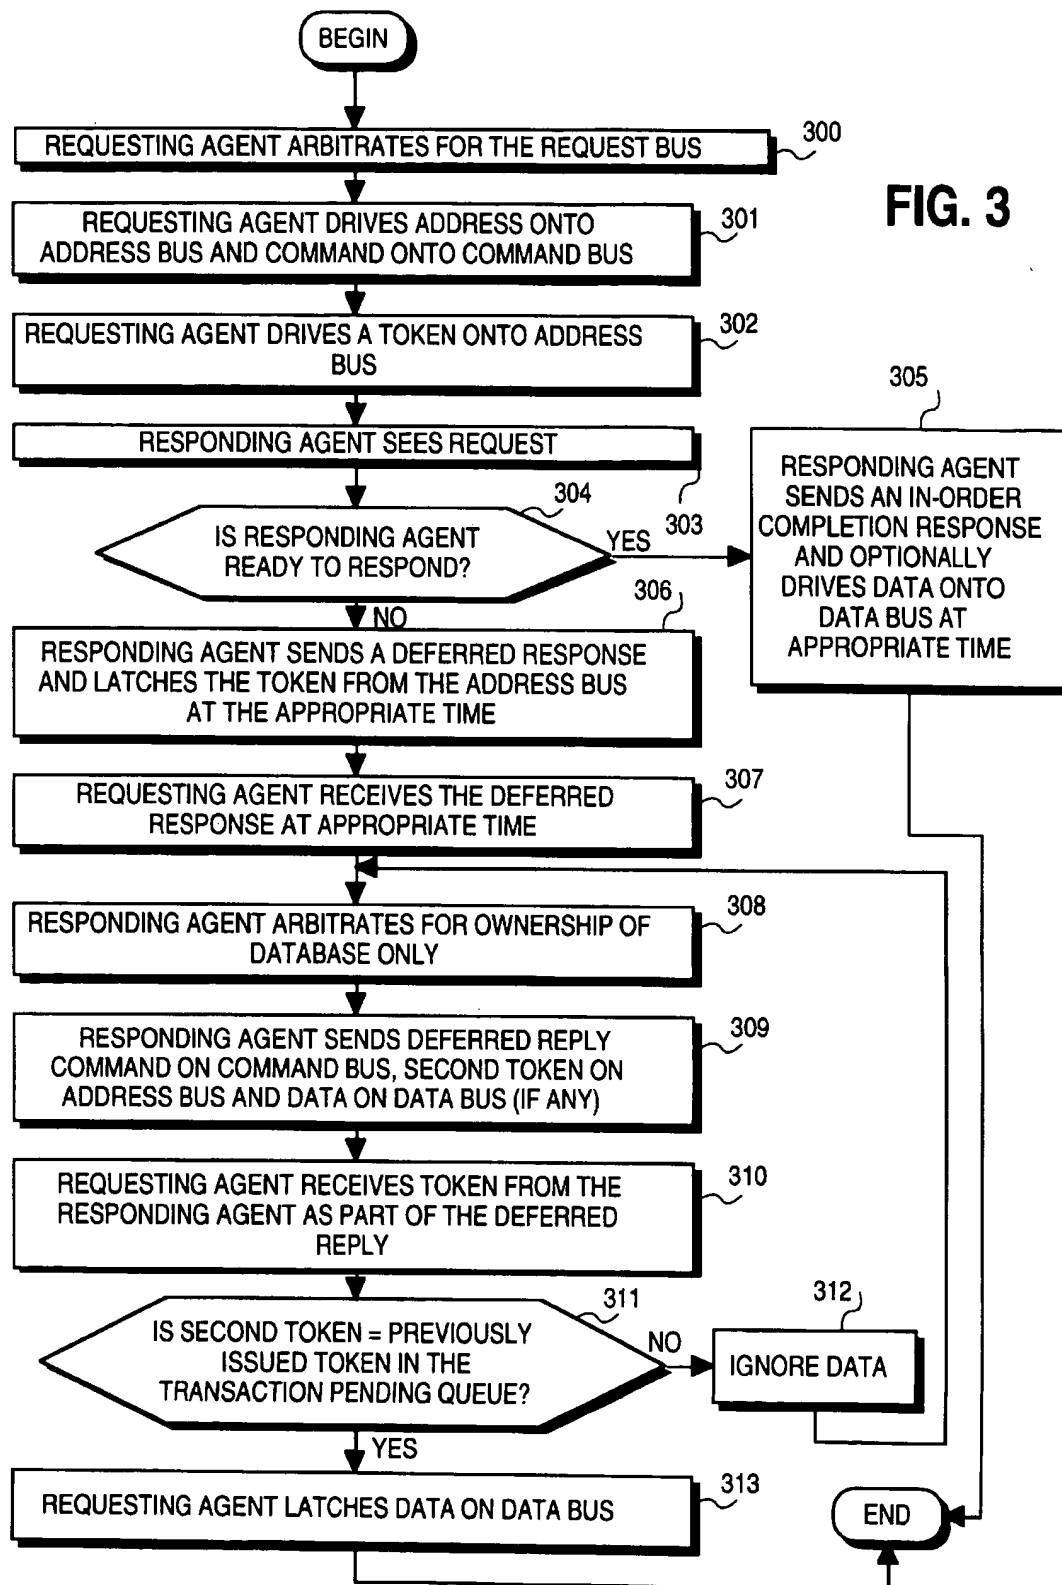 BEGIN
REQUESTING AGENT ARBITRATES FOR THE REQUEST BUS
300
FIG. 3
REQUESTING AGENT DRIVES ADDRESS ONTO
ADDRESS BUS AND COMMAND ONTO COMMAND BUS
301
REQUESTING AGENT DRIVES A TOKEN ONTO ADDRESS
BUS
302
RESPONDING AGENT SEES REQUEST
303
IS RESPONDING AGENT
READY TO RESPOND?
304
YES
NO
305
RESPONDING AGENT
SENDS AN IN-ORDER
COMPLETION RESPONSE
AND OPTIONALLY
DRIVES DATA ONTO
DATA BUS AT
APPROPRIATE TIME
306
RESPONDING AGENT SENDS A DEFERRED RESPONSE
AND LATCHES THE TOKEN FROM THE ADDRESS BUS
AT THE APPROPRIATE TIME
REQUESTING AGENT RECEIVES THE DEFERRED
RESPONSE AT APPROPRIATE TIME
307
RESPONDING AGENT ARBITRATES FOR OWNERSHIP OF
DATABASE ONLY
308
RESPONDING AGENT SENDS DEFERRED REPLY
COMMAND ON COMMAND BUS, SECOND TOKEN ON
ADDRESS BUS AND DATA ON DATA BUS (IF ANY)
309
REQUESTING AGENT RECEIVES TOKEN FROM THE
RESPONDING AGENT AS PART OF THE DEFERRED
REPLY
310
IS SECOND TOKEN = PREVIOUSLY
ISSUED TOKEN IN THE
TRANSACTION PENDING QUEUE?
311
NO
312
IGNORE DATA
YES
REQUESTING AGENT LATCHES DATA ON DATA BUS
313
END